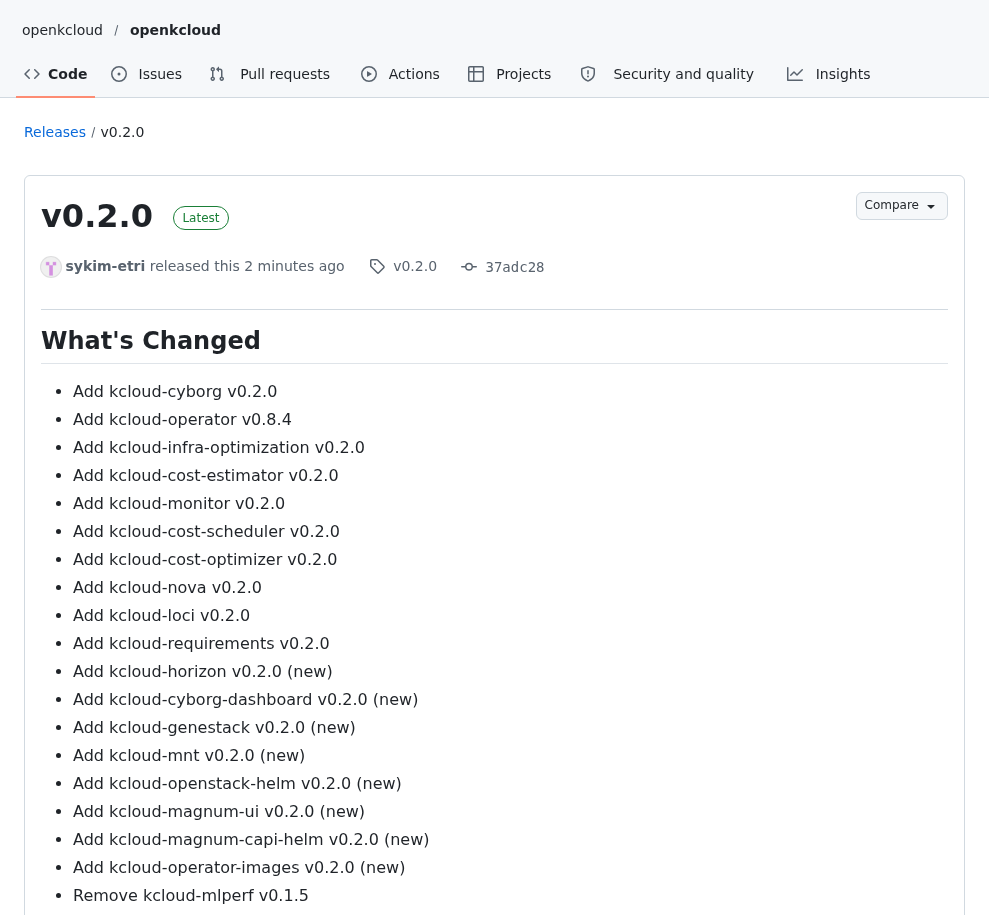 openkcloud / openkcloud
Code Issues Pull requests Actions Projects Security and quality Insights
Releases / v0.2.0
v0.2.0 Latest Compare
sykim-etri released this 2 minutes ago v0.2.0 37adc28
What's Changed
• Add kcloud-cyborg v0.2.0
• Add kcloud-operator v0.8.4
• Add kcloud-infra-optimization v0.2.0
• Add kcloud-cost-estimator v0.2.0
• Add kcloud-monitor v0.2.0
• Add kcloud-cost-scheduler v0.2.0
• Add kcloud-cost-optimizer v0.2.0
• Add kcloud-nova v0.2.0
• Add kcloud-loci v0.2.0
• Add kcloud-requirements v0.2.0
• Add kcloud-horizon v0.2.0 (new)
• Add kcloud-cyborg-dashboard v0.2.0 (new)
• Add kcloud-genestack v0.2.0 (new)
• Add kcloud-mnt v0.2.0 (new)
• Add kcloud-openstack-helm v0.2.0 (new)
• Add kcloud-magnum-ui v0.2.0 (new)
• Add kcloud-magnum-capi-helm v0.2.0 (new)
• Add kcloud-operator-images v0.2.0 (new)
• Remove kcloud-mlperf v0.1.5